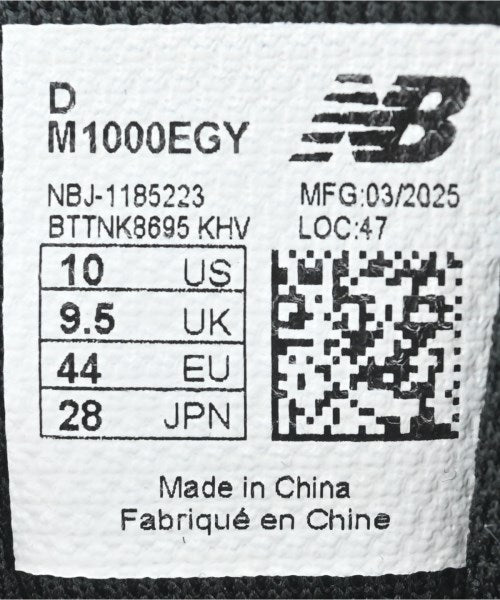 D
M1000EGY
NB
NBJ-1185223
MFG:03/2025
BTTNK8695 KHV
LOC:47
10 US
9.5 UK
44 EU
28 JPN
Made in China
Fabriqué en Chine